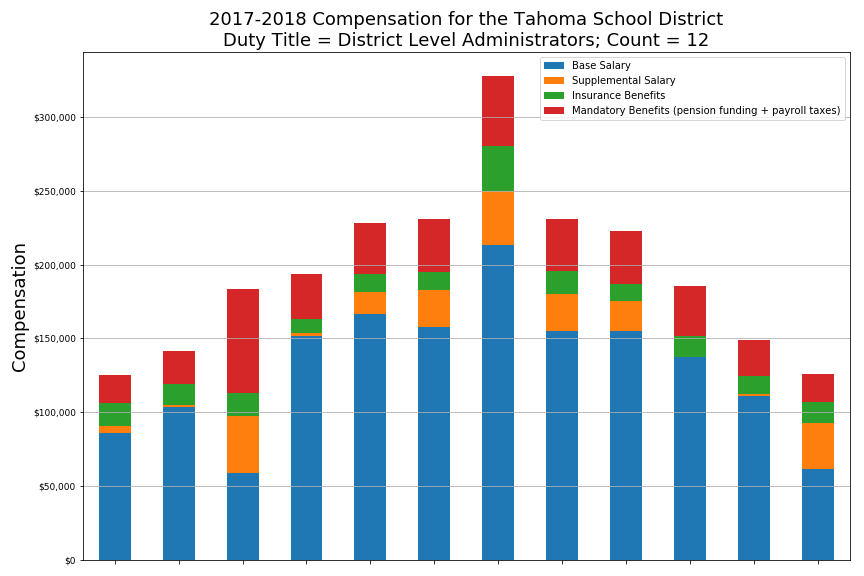 2017-2018 Compensation for the Tahoma School District
Duty Title = District Level Administrators; Count = 12
Base Salary
Supplemental Salary
Insurance Benefits
Mandatory Benefits (pension funding + payroll taxes)
$300,000
$250,000
$200,000
$150,000
$100,000
$50,000
$0
Compensation